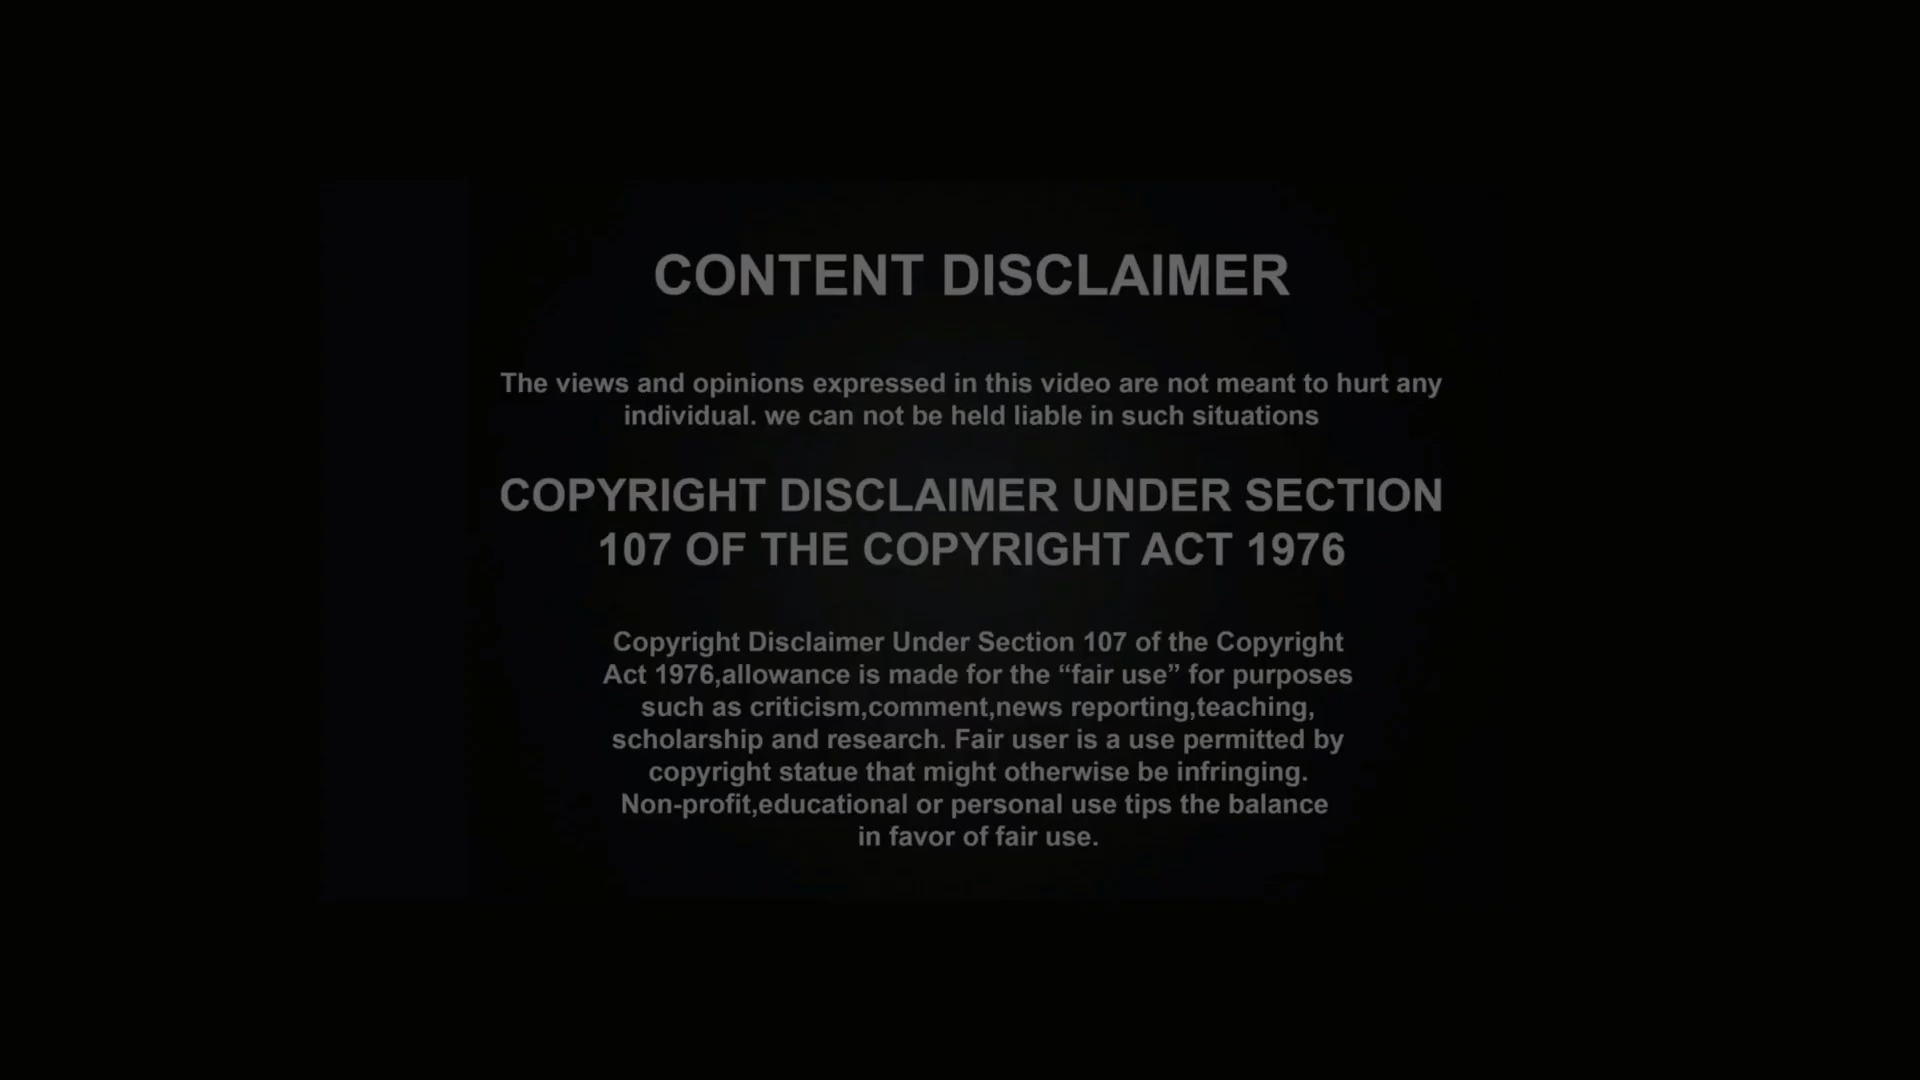 CONTENT DISCLAIMER
The views and opinions expressed in this video are not meant to hurt any
individual. we can not be held liable in such situations
COPYRIGHT DISCLAIMER UNDER SECTION
107 OF THE COPYRIGHT ACT 1976
Copyright Disclaimer Under Section 107 of the Copyright
Act 1976,allowance is made for the “fair use” for purposes
such as criticism,comment,news reporting,teaching,
scholarship and research. Fair user is a use permitted by
copyright statue that might otherwise be infringing.
Non-profit,educational or personal use tips the balance
in favor of fair use.